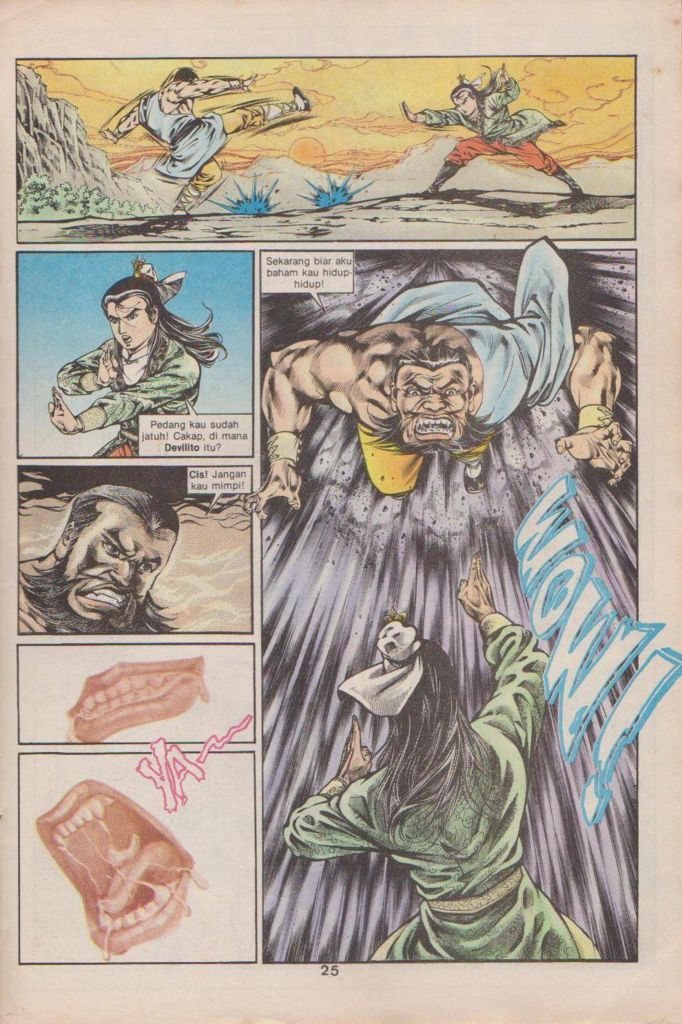 Pedang kau sudah
jatuh! Cakap, di mana
Devilito itu?
Cis! Jangan
kau mimpi!
YA~
Sekarang biar aku
baham kau hidup-
hidup!
WOW!!
25